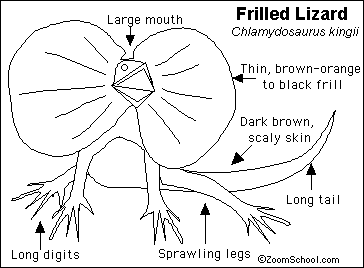 Large mouth
Frilled Lizard
Chlamydosaurus kingii
Thin, brown-orange
to black frill
Dark brown,
scaly skin
Long tail
Long digits
Sprawling legs
©ZoomSchool.com